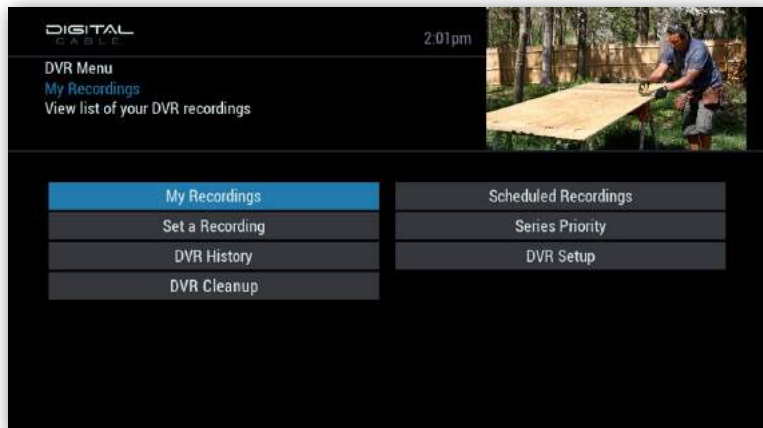 DIGITAL
CABLE
2:01pm
DVR Menu
My Recordings
View list of your DVR recordings
My Recordings
Scheduled Recordings
Set a Recording
Series Priority
DVR History
DVR Setup
DVR Cleanup